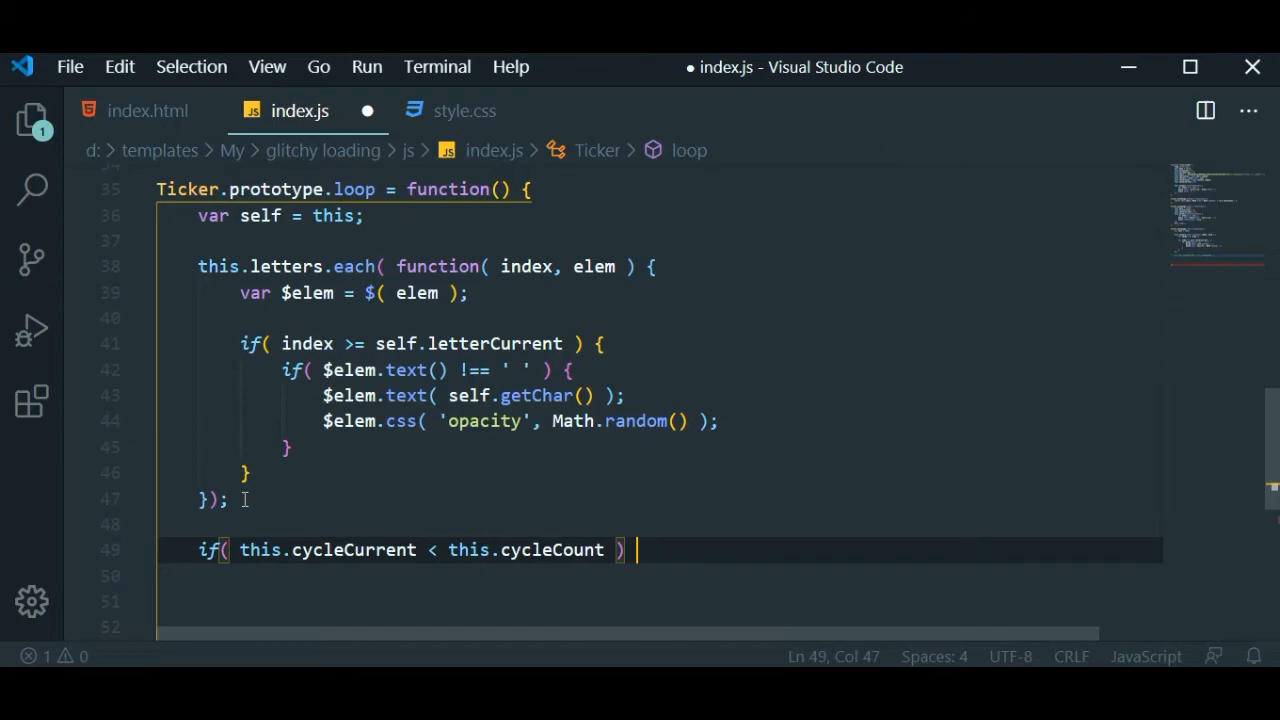 File Edit Selection View Go Run Terminal Help ● index.js - Visual Studio Code
index.html JS index.js ● style.css
1
d: > templates > My > glitchy loading > js > JS index.js > Ticker > loop
35 Ticker.prototype.loop = function() {
36 var self = this;
37
38 this.letters.each( function( index, elem ) {
39 var $elem = $( elem );
40
41 if( index >= self.letterCurrent ) {
42 if( $elem.text() !== ' ' ) {
43 $elem.text( self.getChar() );
44 $elem.css( 'opacity', Math.random() );
45 }
46 }
47 });
48
49 if( this.cycleCurrent < this.cycleCount )
50
51
52
1 0 Ln 49, Col 47 Spaces: 4 UTF-8 CRLF JavaScript